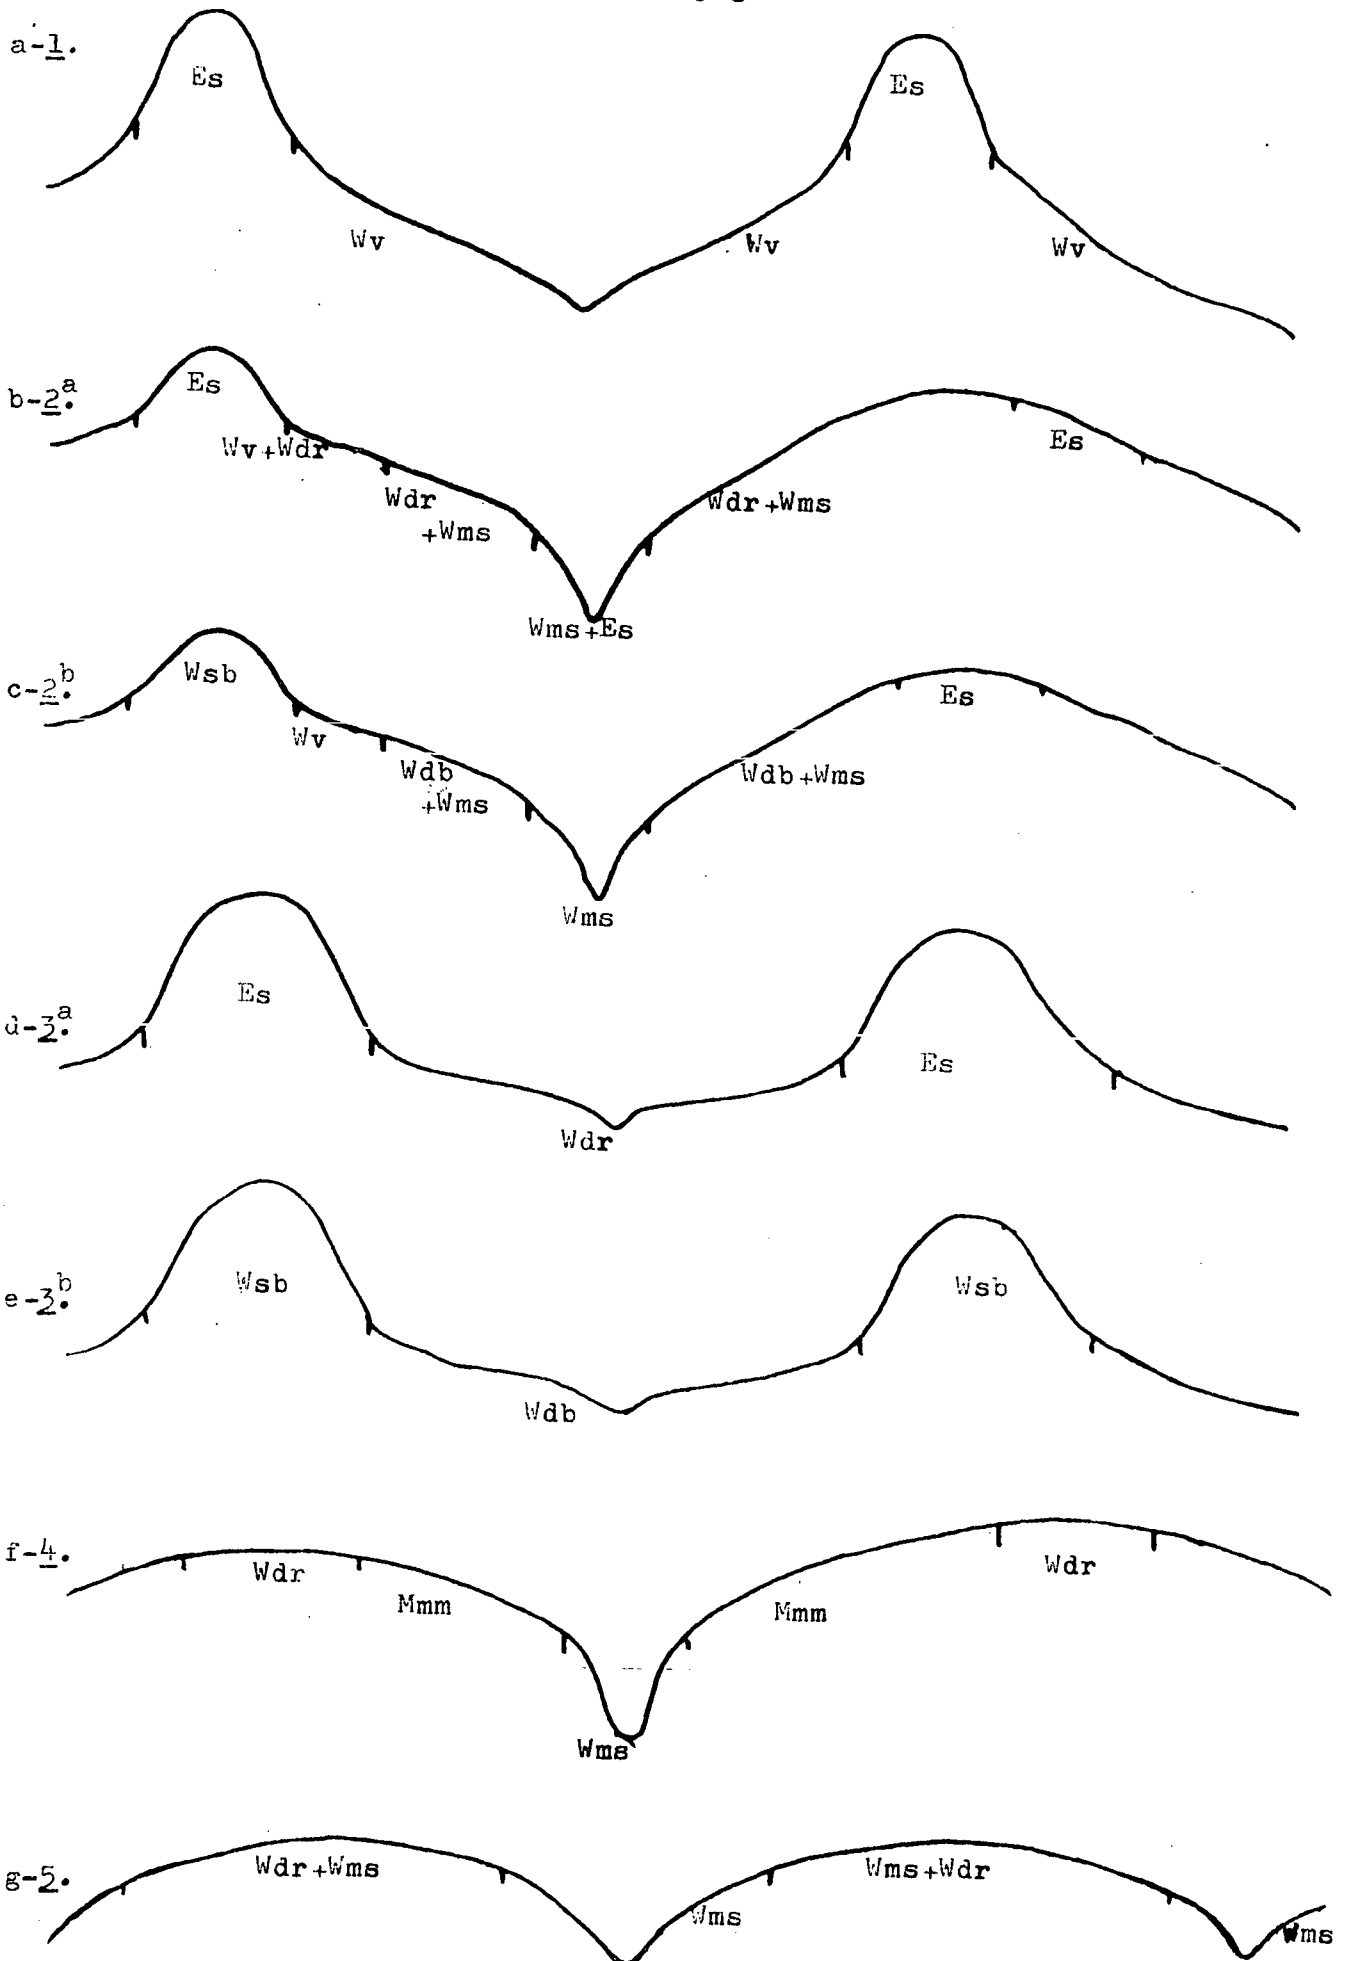 a-1.
Es
Es
Wv
Wv
Wv
b-2.a
Es
Es
Wv+Wdr
Wdr
+Wms
Wdr+Wms
Wms+Es
c-2.b
Wsb
Es
Wv
Wdb
+Wms
Wdb+Wms
Wms
d-3.a
Es
Es
Wdr
e-3.b
Wsb
Wsb
Wdb
f-4.
Wdr
Wdr
Mmm
Mmm
Wms
g-5.
Wdr+Wms
Wms+Wdr
Wms
Wms